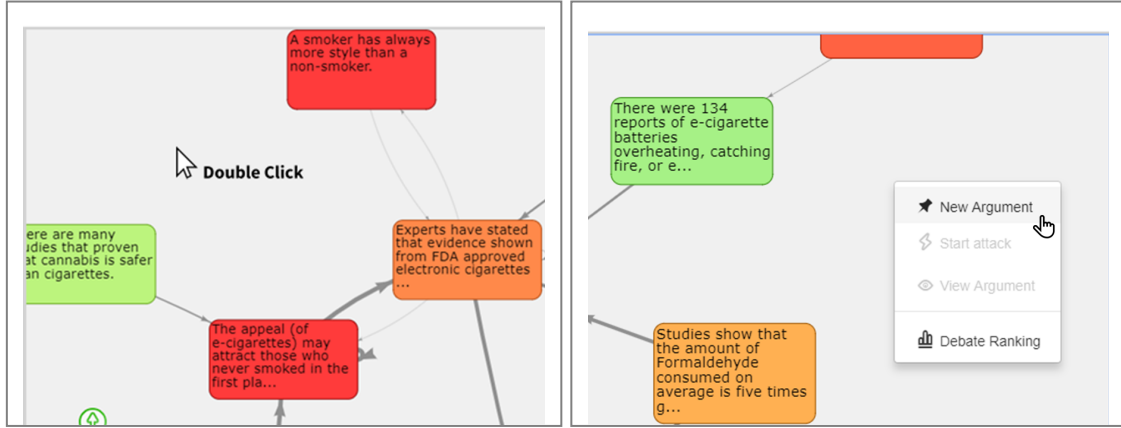 A smoker has always
more style than a
non-smoker.
Double Click
ere are many
udies that proven
at cannabis is safer
an cigarettes.
Experts have stated
that evidence shown
from FDA approved
electronic cigarettes
...
The appeal (of
e-cigarettes) may
attract those who
never smoked in the
first pla...
There were 134
reports of e-cigarette
batteries
overheating, catching
fire, or e...
New Argument
Start attack
View Argument
Debate Ranking
Studies show that
the amount of
Formaldehyde
consumed on
average is five times
g...